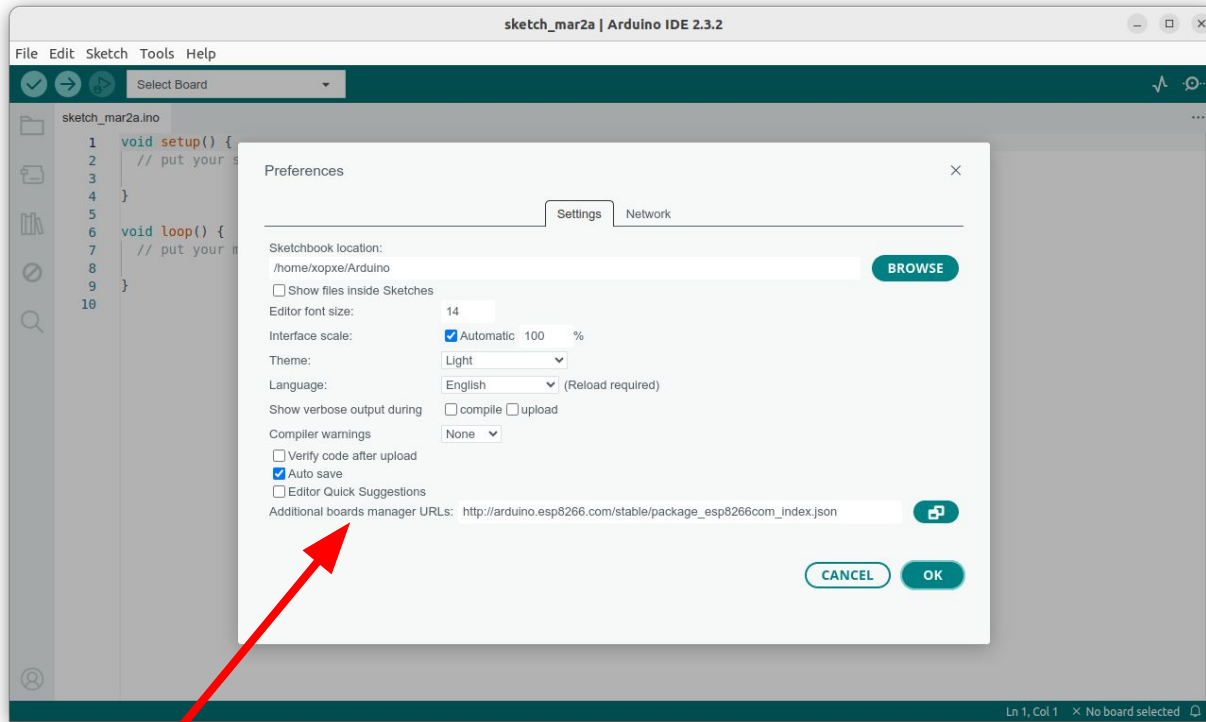 sketch_mar2a | Arduino IDE 2.3.2
File Edit Sketch Tools Help
Select Board
sketch_mar2a.ino
1 void setup() {
2 // put your s
3
4 }
5
6 void loop() {
7 // put your m
8
9 }
10
Preferences
Settings Network
Sketchbook location:
/home/xopxe/Arduino
BROWSE
Show files inside Sketches
Editor font size: 14
Interface scale: Automatic 100 %
Theme: Light
Language: English (Reload required)
Show verbose output during compile upload
Compiler warnings None
Verify code after upload
Auto save
Editor Quick Suggestions
Additional boards manager URLs: http://arduino.esp8266.com/stable/package_esp8266com_index.json
CANCEL OK
Ln 1, Col 1 × No board selected